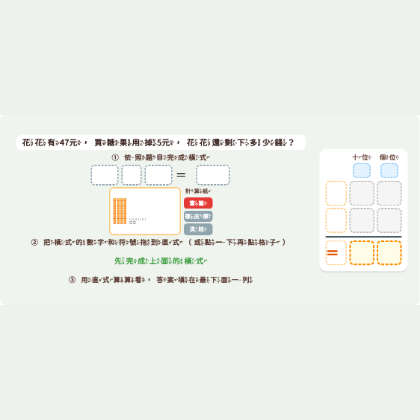 花花有47元，買糖果用掉5元，花花還剩下多少錢？
① 依照題目完成橫式
十位 個位
=
計算紙
② 把橫式的數字和符號拖到直式（或點一下再點格子）
=
先完成上面的橫式
③ 用直式算算看，答案填在最下面一列